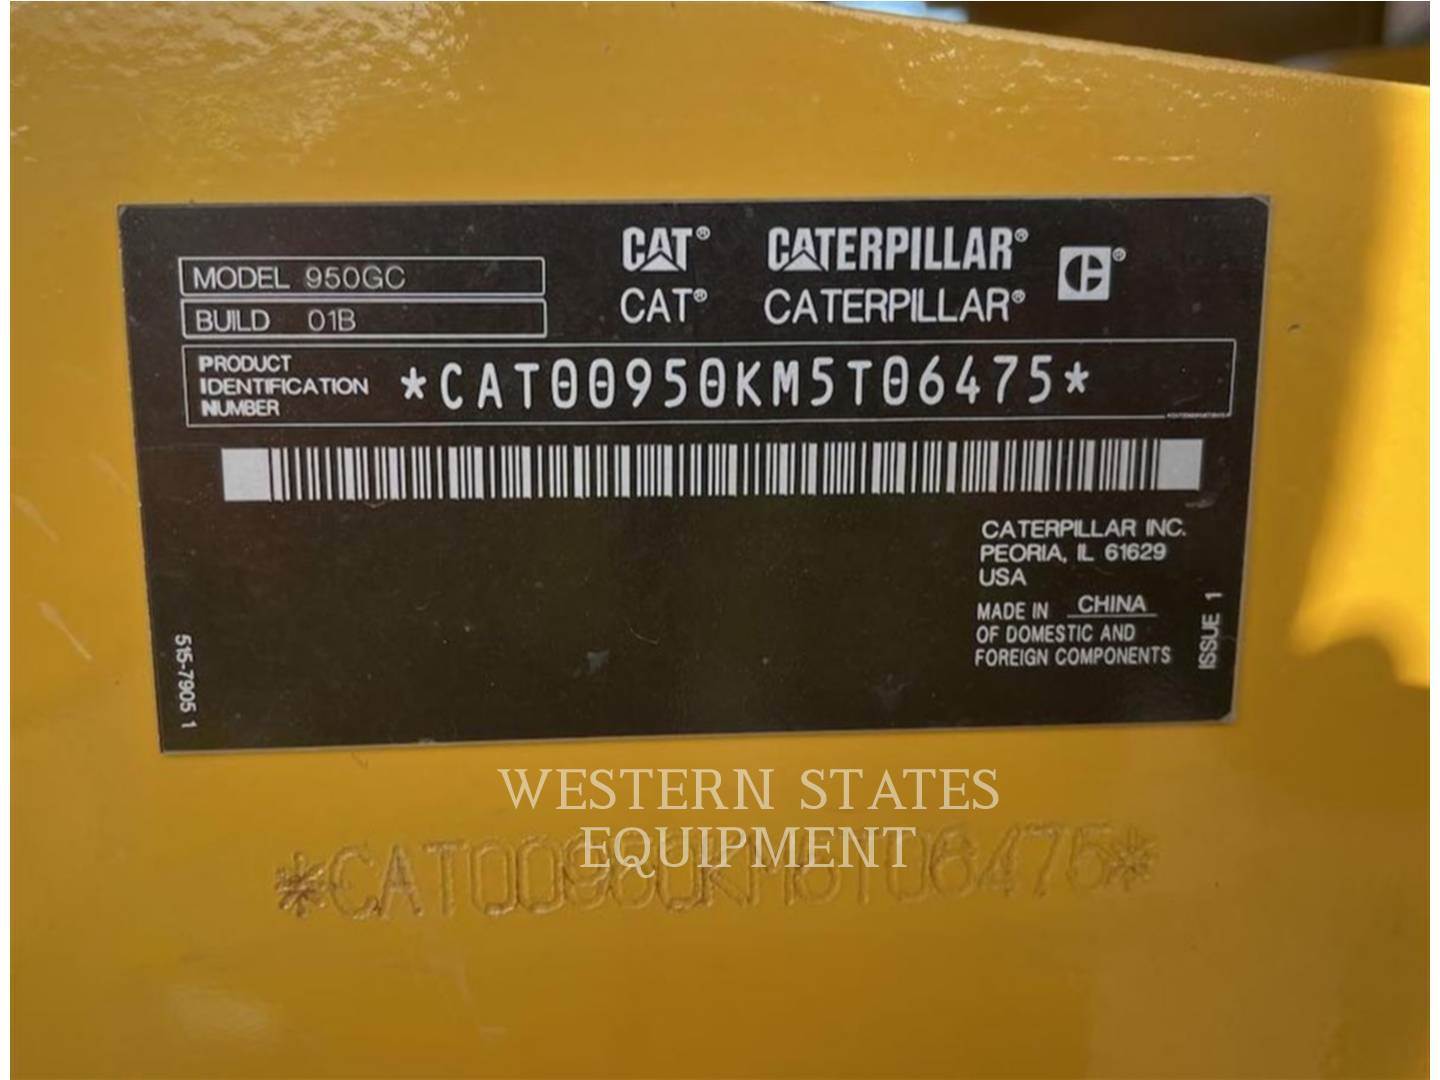 MODEL 950GC
BUILD 01B
CAT® CATERPILLAR® C®
CAT® CATERPILLAR®
PRODUCT
IDENTIFICATION
NUMBER
*CAT00950KM5T06475*
CATERPILLAR INC.
PEORIA, IL 61629
USA
MADE IN CHINA
OF DOMESTIC AND
FOREIGN COMPONENTS
ISSUE 1
515-7905 1
WESTERN STATES
EQUIPMENT
*CAT00950KM5T06475*